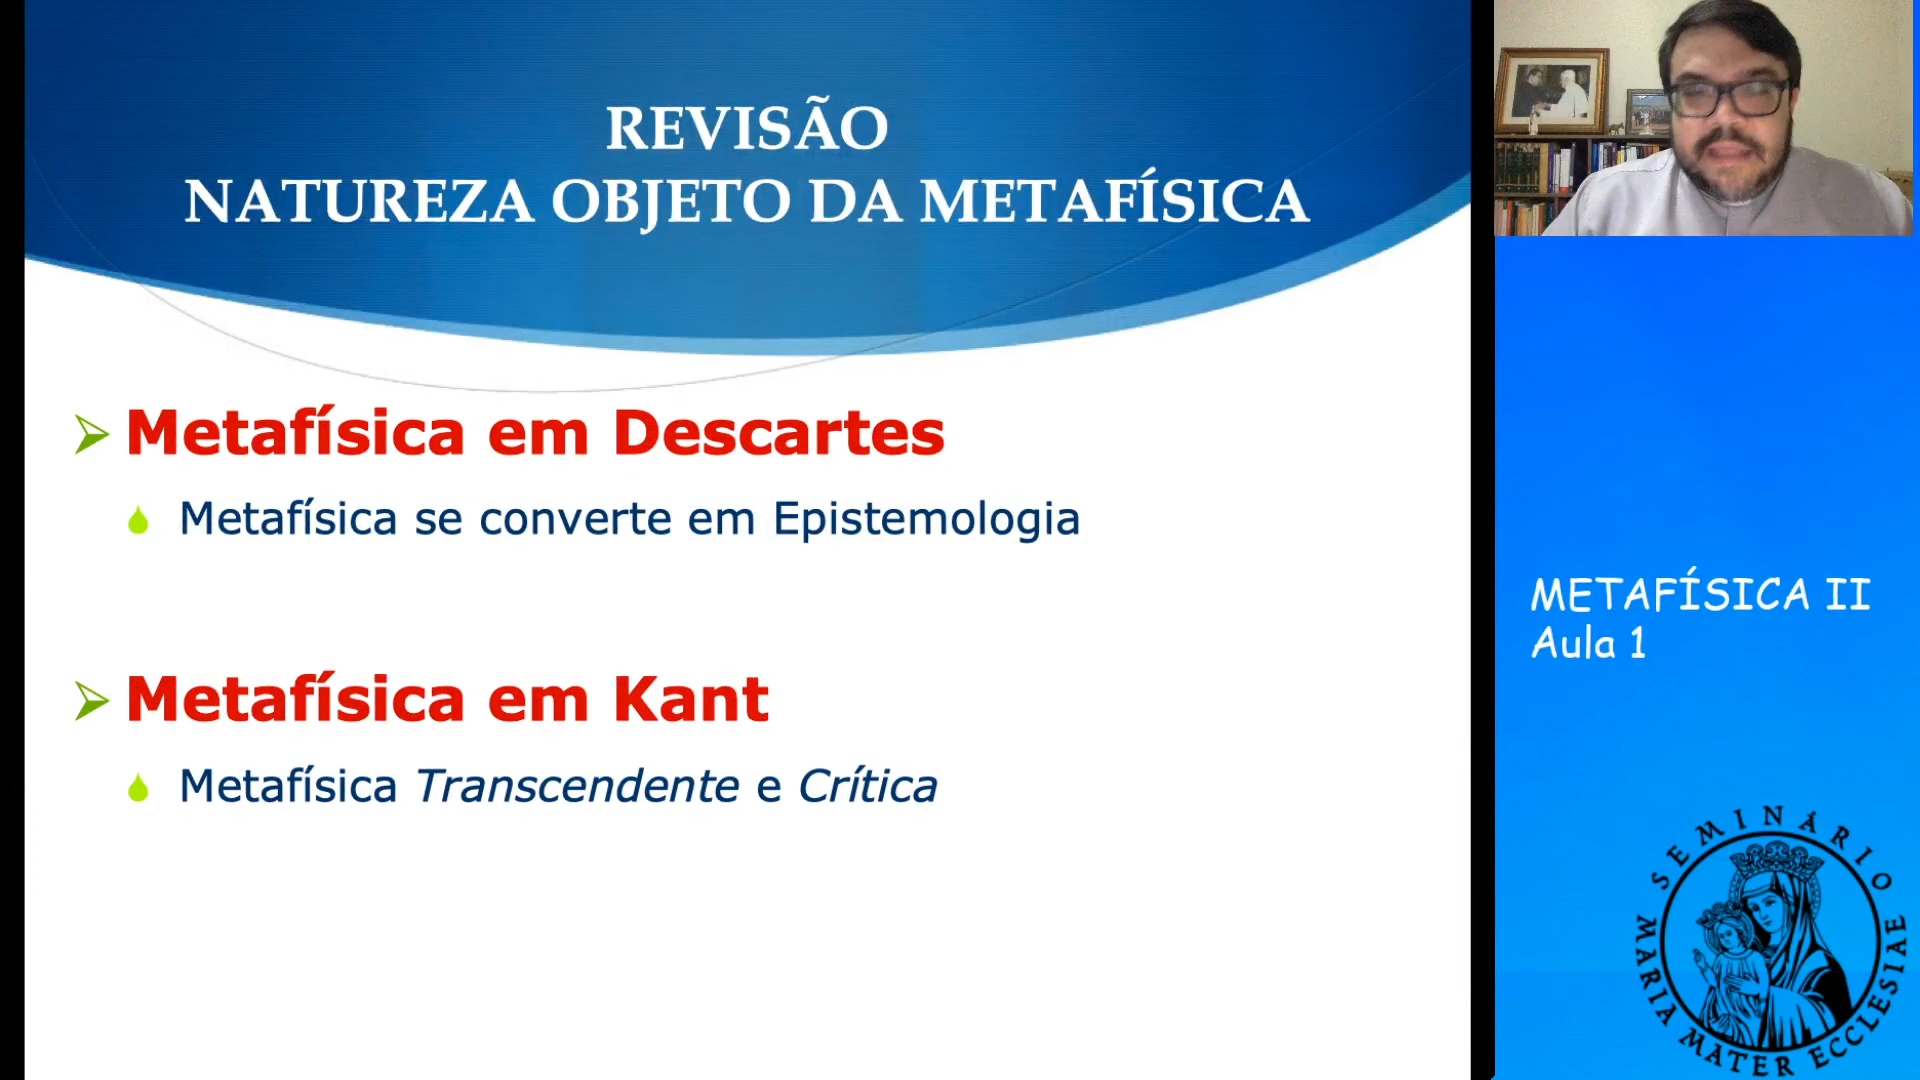 REVISÃO
NATUREZA OBJETO DA METAFÍSICA
Metafísica em Descartes
Metafísica se converte em Epistemologia
Metafísica em Kant
Metafísica Transcendente e Crítica
METAFÍSICA II
Aula 1
SEMINÁRIO
MARIA MATER ECCLESIAE